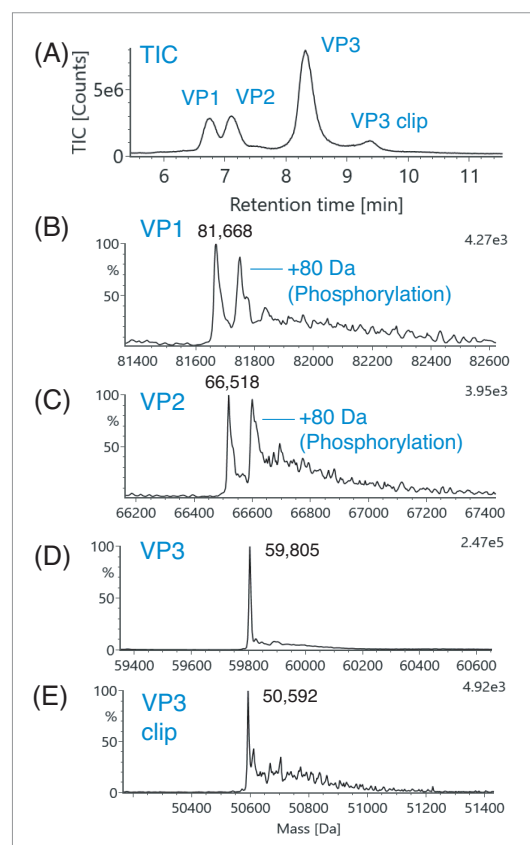 (A)
TIC
VP3
VP1
VP2
VP3 clip
TIC [Counts]
5e6
0
6 7 8 9 10 11
Retention time [min]
(B)
VP1
81,668
4.27e3
100
%
50
+80 Da
(Phosphorylation)
81400 81600 81800 82000 82200 82400 82600
(C)
VP2
66,518
3.95e3
100
%
50
+80 Da
(Phosphorylation)
66200 66400 66600 66800 67000 67200 67400
(D)
VP3
59,805
2.47e5
100
%
50
59400 59600 59800 60000 60200 60400 60600
(E)
VP3
clip
50,592
4.92e3
100
%
50
0
50400 50600 50800 51000 51200 51400
Mass [Da]